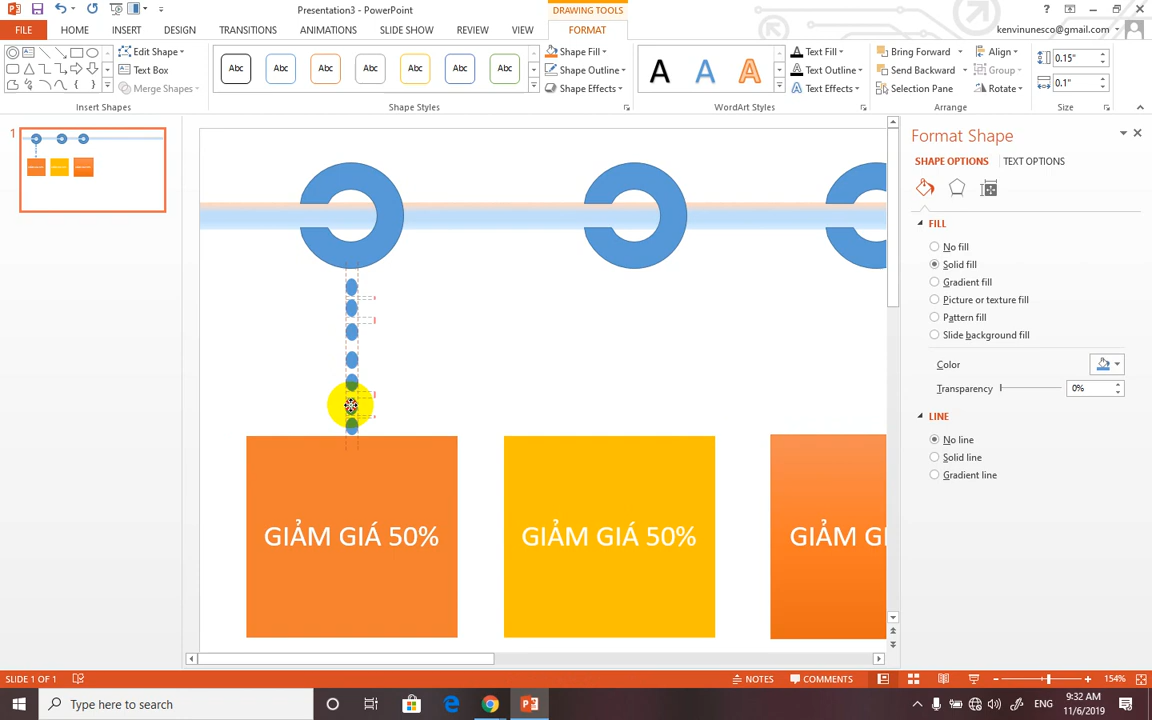 Presentation3 - PowerPoint
DRAWING TOOLS
FILE HOME INSERT DESIGN TRANSITIONS ANIMATIONS SLIDE SHOW REVIEW VIEW FORMAT
kenvinunesco@gmail.com
Edit Shape
Text Box
Merge Shapes
Insert Shapes
Abc Abc Abc Abc Abc Abc Abc
Shape Styles
Shape Fill
Shape Outline
Shape Effects
A A A
WordArt Styles
Text Fill
Text Outline
Text Effects
Bring Forward
Send Backward
Selection Pane
Align
Group
Rotate
Arrange
0.15"
0.1"
Size
1
Format Shape
SHAPE OPTIONS TEXT OPTIONS
FILL
No fill
Solid fill
Gradient fill
Picture or texture fill
Pattern fill
Slide background fill
Color
Transparency 0%
LINE
No line
Solid line
Gradient line
GIẢM GIÁ 50%
GIẢM GIÁ 50%
GIẢM GI
SLIDE 1 OF 1
NOTES
COMMENTS
154%
Type here to search
ENG
9:32 AM
11/6/2019